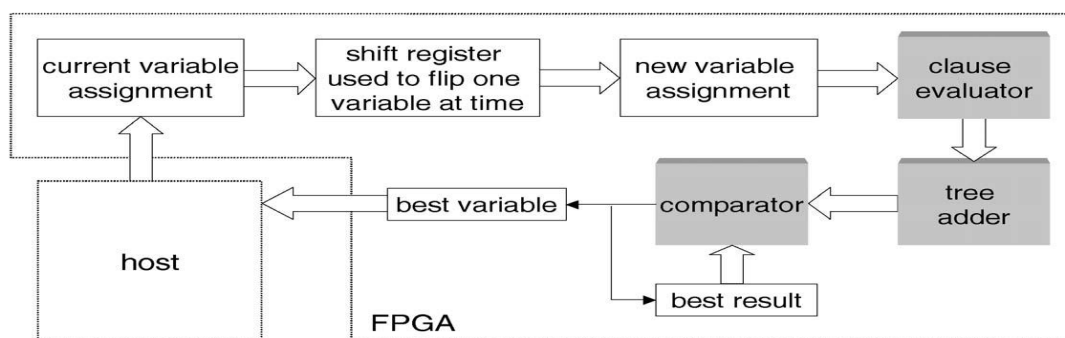 current variable
assignment
shift register
used to flip one
variable at time
new variable
assignment
clause
evaluator
host
best variable
comparator
tree
adder
best result
FPGA